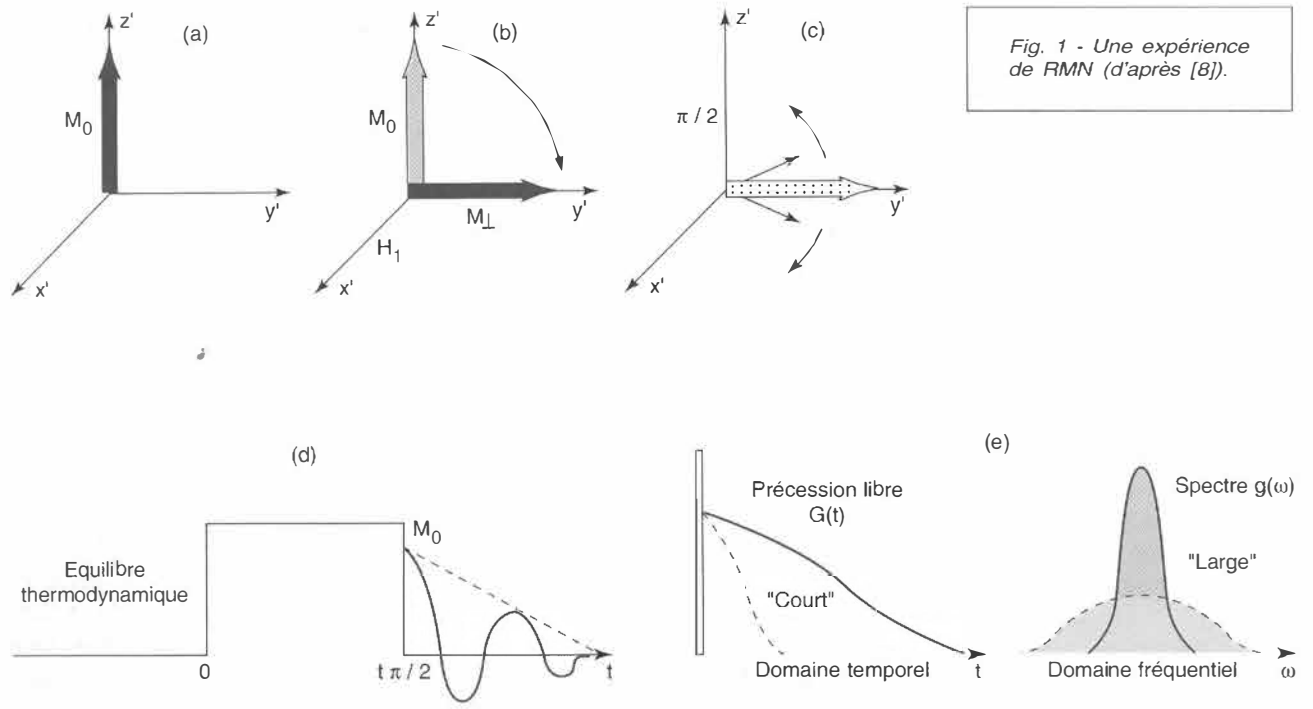 z'
(a)
M0
y'
x'
z'
(b)
M0
M⊥
y'
H1
x'
z'
(c)
π / 2
y'
x'
Fig. 1 - Une expérience
de RMN (d'après [8]).
(d)
M0
Equilibre
thermodynamique
0
t π / 2
t
(e)
Précession libre
G(t)
"Court"
Domaine temporel
t
Spectre g(ω)
"Large"
Domaine fréquentiel
ω